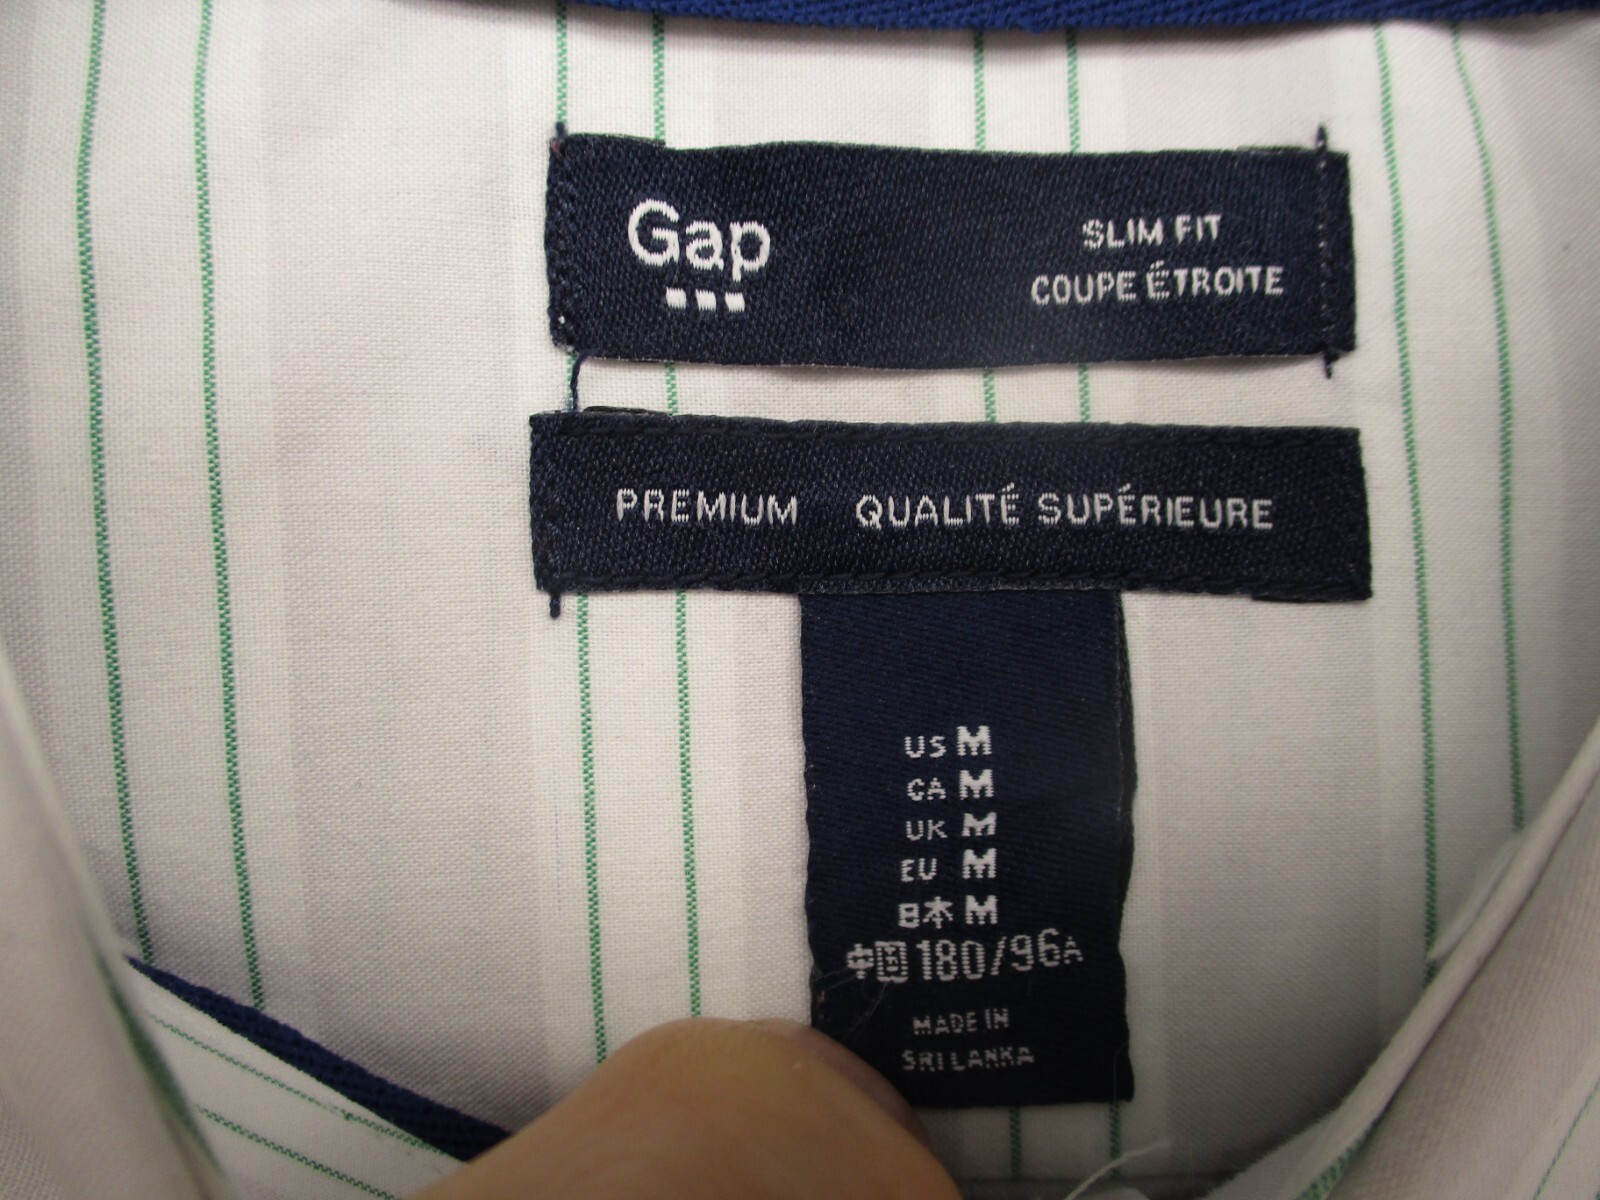 Gap
SLIM FIT
COUPE ÉTROITE
PREMIUM QUALITÉ SUPÉRIEURE
US M
CA M
UK M
EU M
日本 M
中国 180/96A
MADE IN
SRI LANKA